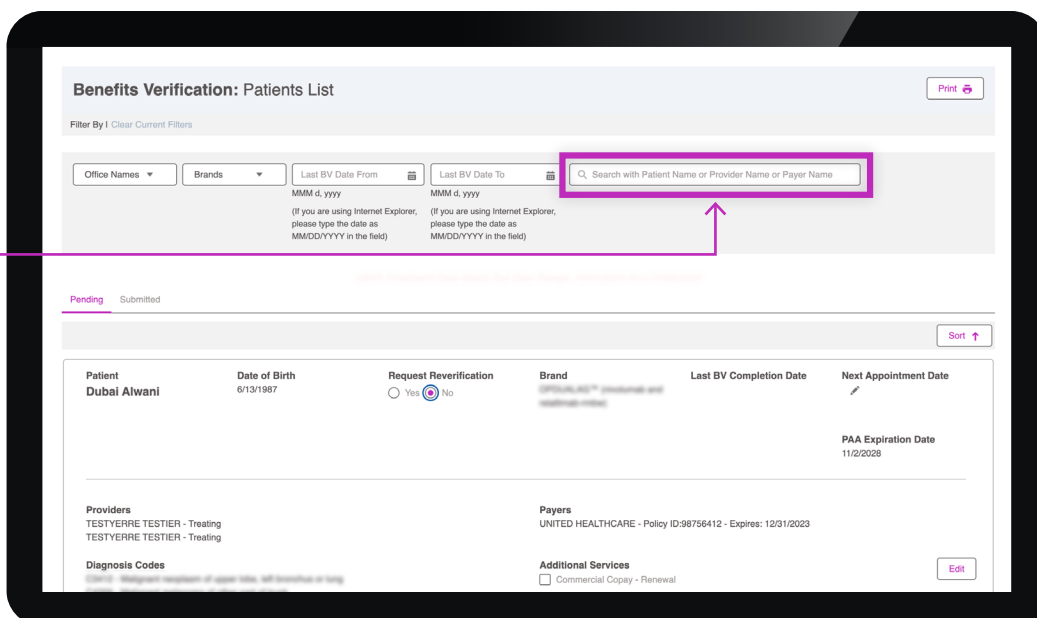 Benefits Verification: Patients List
Print
Filter By I Clear Current Filters
Office Names
Brands
Last BV Date From
Last BV Date To
Search with Patient Name or Provider Name or Payer Name
MMM d, yyyy
(If you are using Internet Explorer,
please type the date as
MM/DD/YYYY in the field)
MMM d, yyyy
(If you are using Internet Explorer,
please type the date as
MM/DD/YYYY in the field)
Pending
Submitted
Sort
Patient
Dubai Alwani
Date of Birth
6/13/1987
Request Reverification
Yes No
Brand
Last BV Completion Date
Next Appointment Date
PAA Expiration Date
11/2/2028
Providers
TESTYERRE TESTIER - Treating
TESTYERRE TESTIER - Treating
Payers
UNITED HEALTHCARE - Policy ID:98756412 - Expires: 12/31/2023
Diagnosis Codes
Additional Services
Commercial Copay - Renewal
Edit